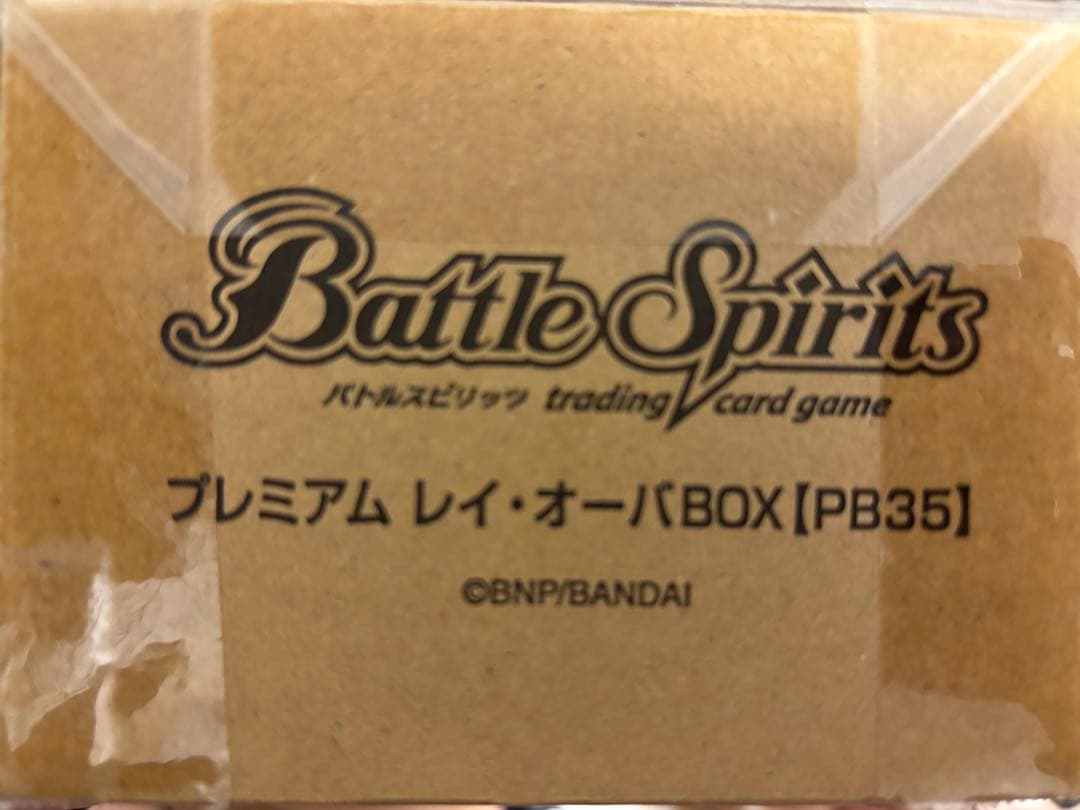 Battle Spirits
バトルスピリッツ trading card game
プレミアム レイ・オーバBOX【PB35】
©BNP/BANDAI